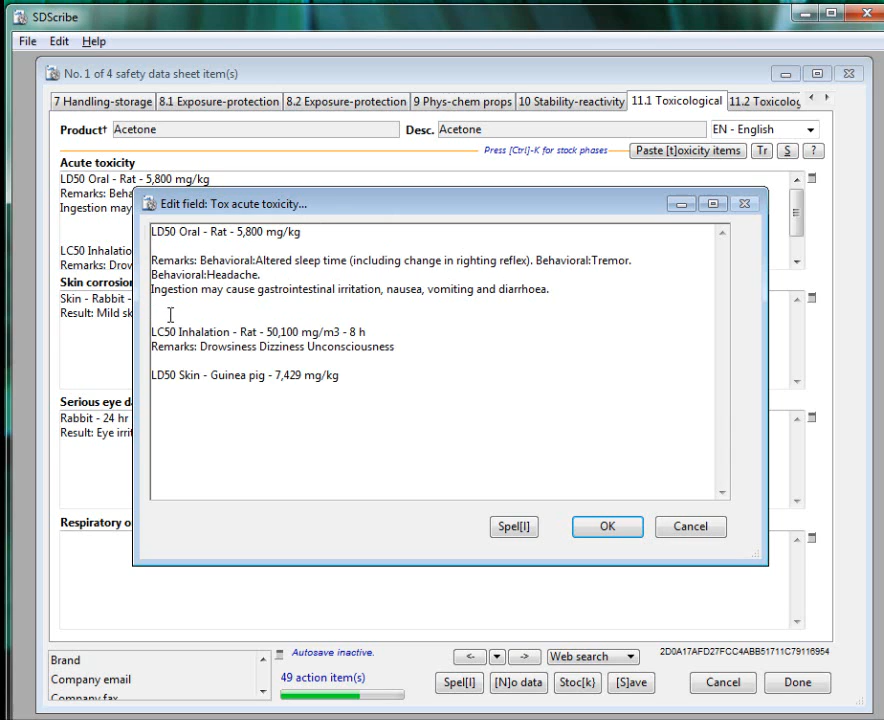 SDScribe
File Edit Help
No. 1 of 4 safety data sheet item(s)
7 Handling-storage 8.1 Exposure-protection 8.2 Exposure-protection 9 Phys-chem props 10 Stability-reactivity 11.1 Toxicological 11.2 Toxicolog
Product† Acetone Desc. Acetone EN - English
Press [Ctrl]-K for stock phases Paste [t]oxicity items Tr S ?
Acute toxicity
LD50 Oral - Rat - 5,800 mg/kg
Remarks: Beha
Ingestion may
LC50 Inhalatio
Remarks: Drow
Skin corrosion
Skin - Rabbit -
Result: Mild sk
Serious eye da
Rabbit - 24 hr
Result: Eye irrit
Respiratory o
Edit field: Tox acute toxicity...
LD50 Oral - Rat - 5,800 mg/kg
Remarks: Behavioral:Altered sleep time (including change in righting reflex). Behavioral:Tremor.
Behavioral:Headache.
Ingestion may cause gastrointestinal irritation, nausea, vomiting and diarrhoea.
LC50 Inhalation - Rat - 50,100 mg/m3 - 8 h
Remarks: Drowsiness Dizziness Unconsciousness
LD50 Skin - Guinea pig - 7,429 mg/kg
Spel[l] OK Cancel
Brand
Company email
Company fax
Autosave inactive.
49 action item(s)
<- -> Web search 2D0A17AFD27FCC4ABB51711C79116954
Spel[l] [N]o data Stoc[k} [S]ave Cancel Done